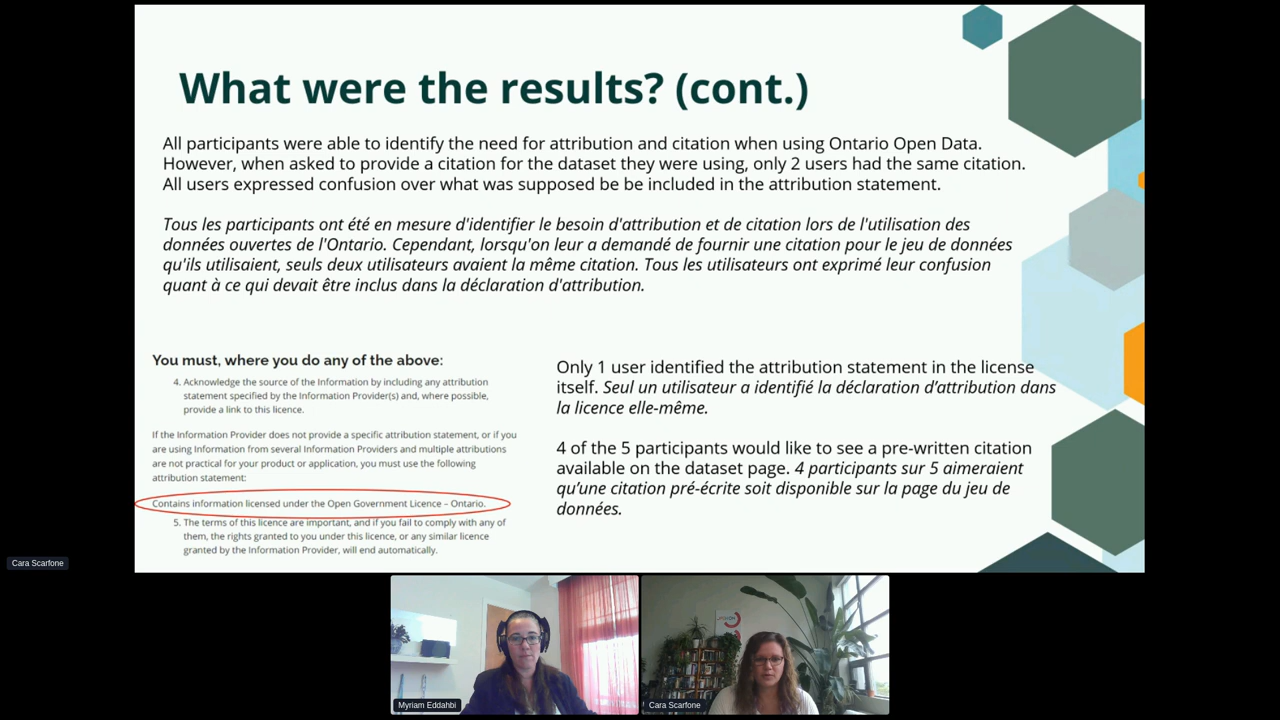 What were the results? (cont.)
All participants were able to identify the need for attribution and citation when using Ontario Open Data.
However, when asked to provide a citation for the dataset they were using, only 2 users had the same citation.
All users expressed confusion over what was supposed be be included in the attribution statement.
Tous les participants ont été en mesure d'identifier le besoin d'attribution et de citation lors de l'utilisation des
données ouvertes de l'Ontario. Cependant, lorsqu'on leur a demandé de fournir une citation pour le jeu de données
qu'ils utilisaient, seuls deux utilisateurs avaient la même citation. Tous les utilisateurs ont exprimé leur confusion
quant à ce qui devait être inclus dans la déclaration d'attribution.
You must, where you do any of the above:
4. Acknowledge the source of the Information by including any attribution
statement specified by the Information Provider(s) and, where possible,
provide a link to this licence.
If the Information Provider does not provide a specific attribution statement, or if you
are using Information from several Information Providers and multiple attributions
are not practical for your product or application, you must use the following
attribution statement:
Contains information licensed under the Open Government Licence – Ontario.
5. The terms of this licence are important, and if you fail to comply with any of
them, the rights granted to you under this licence, or any similar licence
granted by the Information Provider, will end automatically.
Only 1 user identified the attribution statement in the license
itself. Seul un utilisateur a identifié la déclaration d’attribution dans
la licence elle-même.
4 of the 5 participants would like to see a pre-written citation
available on the dataset page. 4 participants sur 5 aimeraient
qu’une citation pré-écrite soit disponible sur la page du jeu de
données.
Cara Scarfone
Myriam Eddahbi
Cara Scarfone